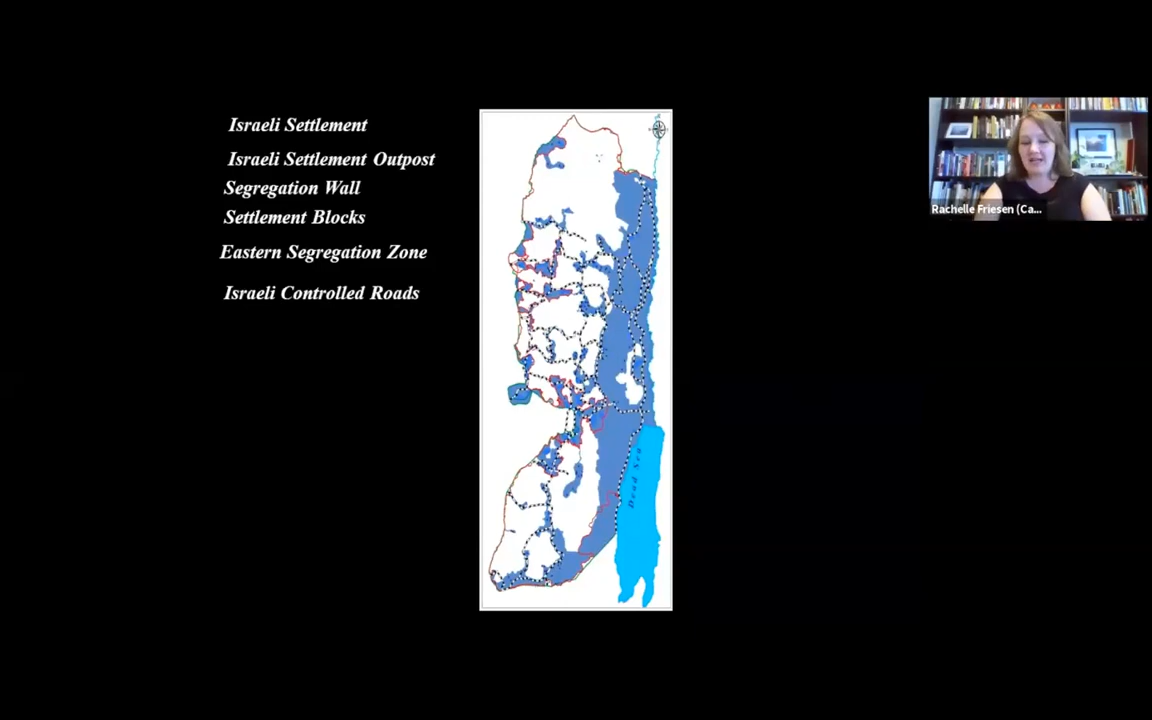 Israeli Settlement
Israeli Settlement Outpost
Segregation Wall
Settlement Blocks
Eastern Segregation Zone
Israeli Controlled Roads
Dead Sea
Rachelle Friesen (Ca...